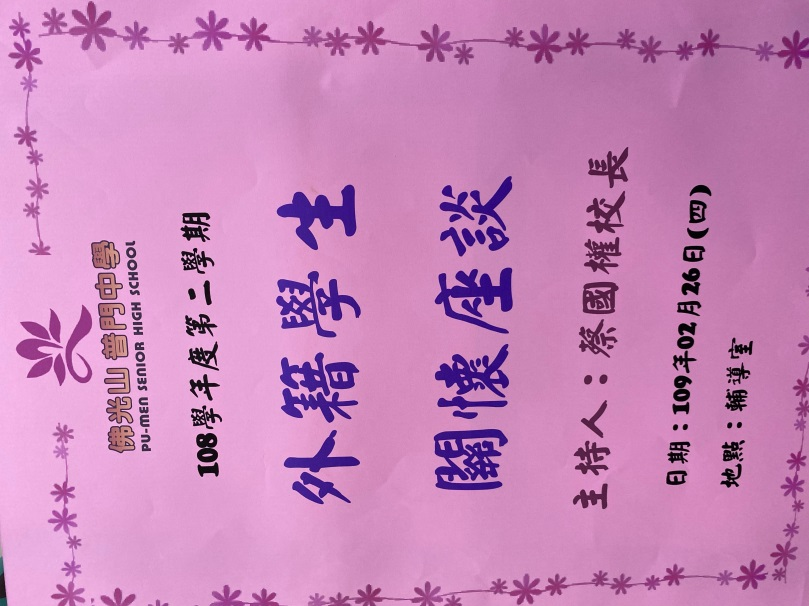 佛光山 普門中學
PU-MEN SENIOR HIGH SCHOOL
108學年度第二學期
外籍學生
關懷座談
主持人：蔡國權校長
日期：109年02月26日(四)
地點：輔導室